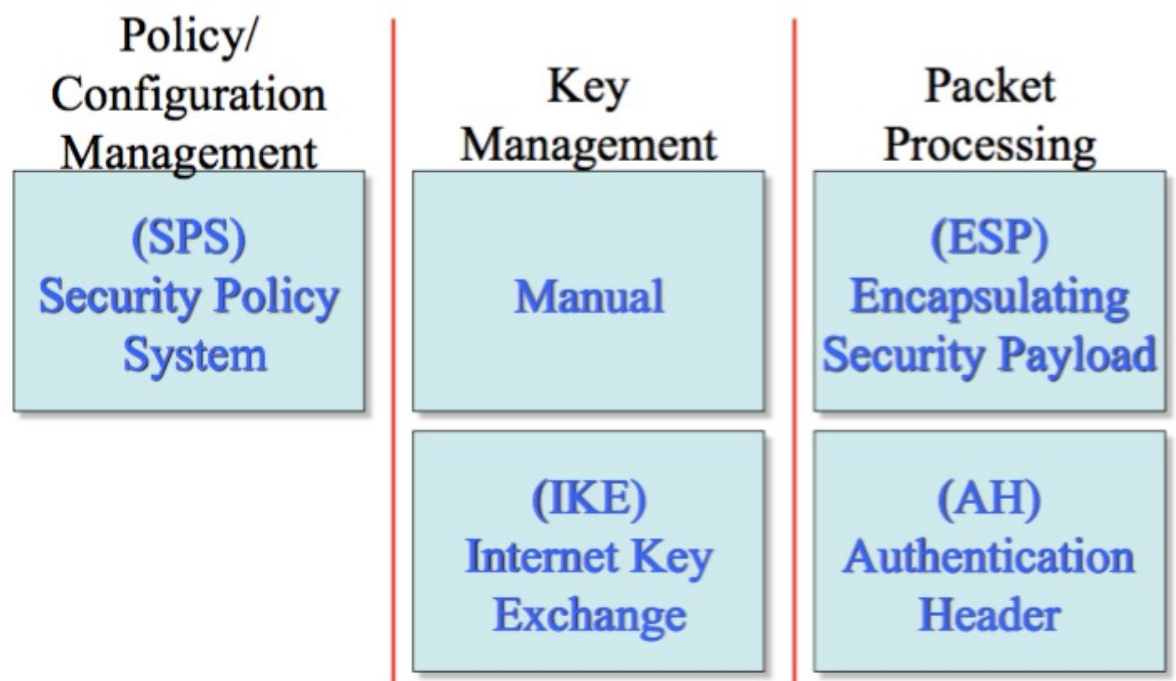 Policy/
Configuration
Management
(SPS)
Security Policy
System
Key
Management
Manual
(IKE)
Internet Key
Exchange
Packet
Processing
(ESP)
Encapsulating
Security Payload
(AH)
Authentication
Header